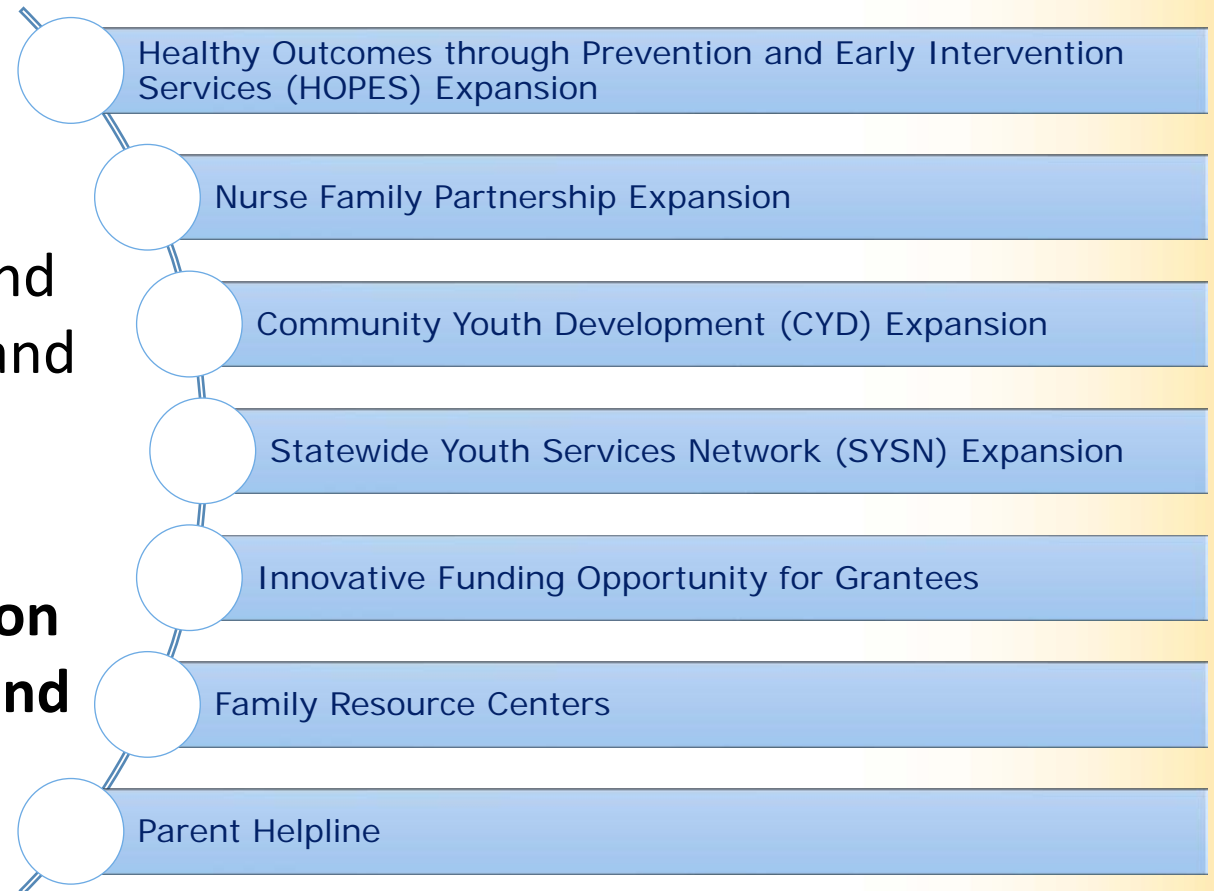 Healthy Outcomes through Prevention and Early Intervention
Services (HOPES) Expansion
Nurse Family Partnership Expansion
nd
and
Community Youth Development (CYD) Expansion
Statewide Youth Services Network (SYSN) Expansion
Innovative Funding Opportunity for Grantees
on
nd
Family Resource Centers
Parent Helpline